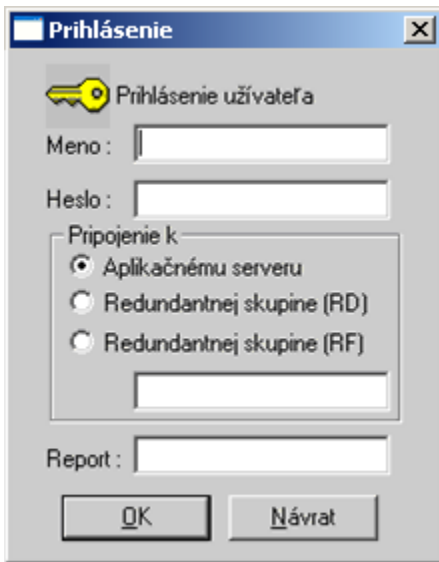 Prihlásenie
Prihlásenie užívateľa
Meno :
Heslo :
Pripojenie k
Aplikačnému serveru
Redundantnej skupine (RD)
Redundantnej skupine (RF)
Report :
OK Návrat